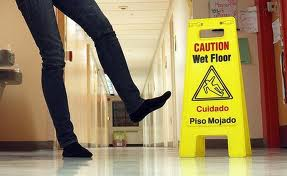 CAUTION
Wet Floor
Cuidado
Piso Mojado